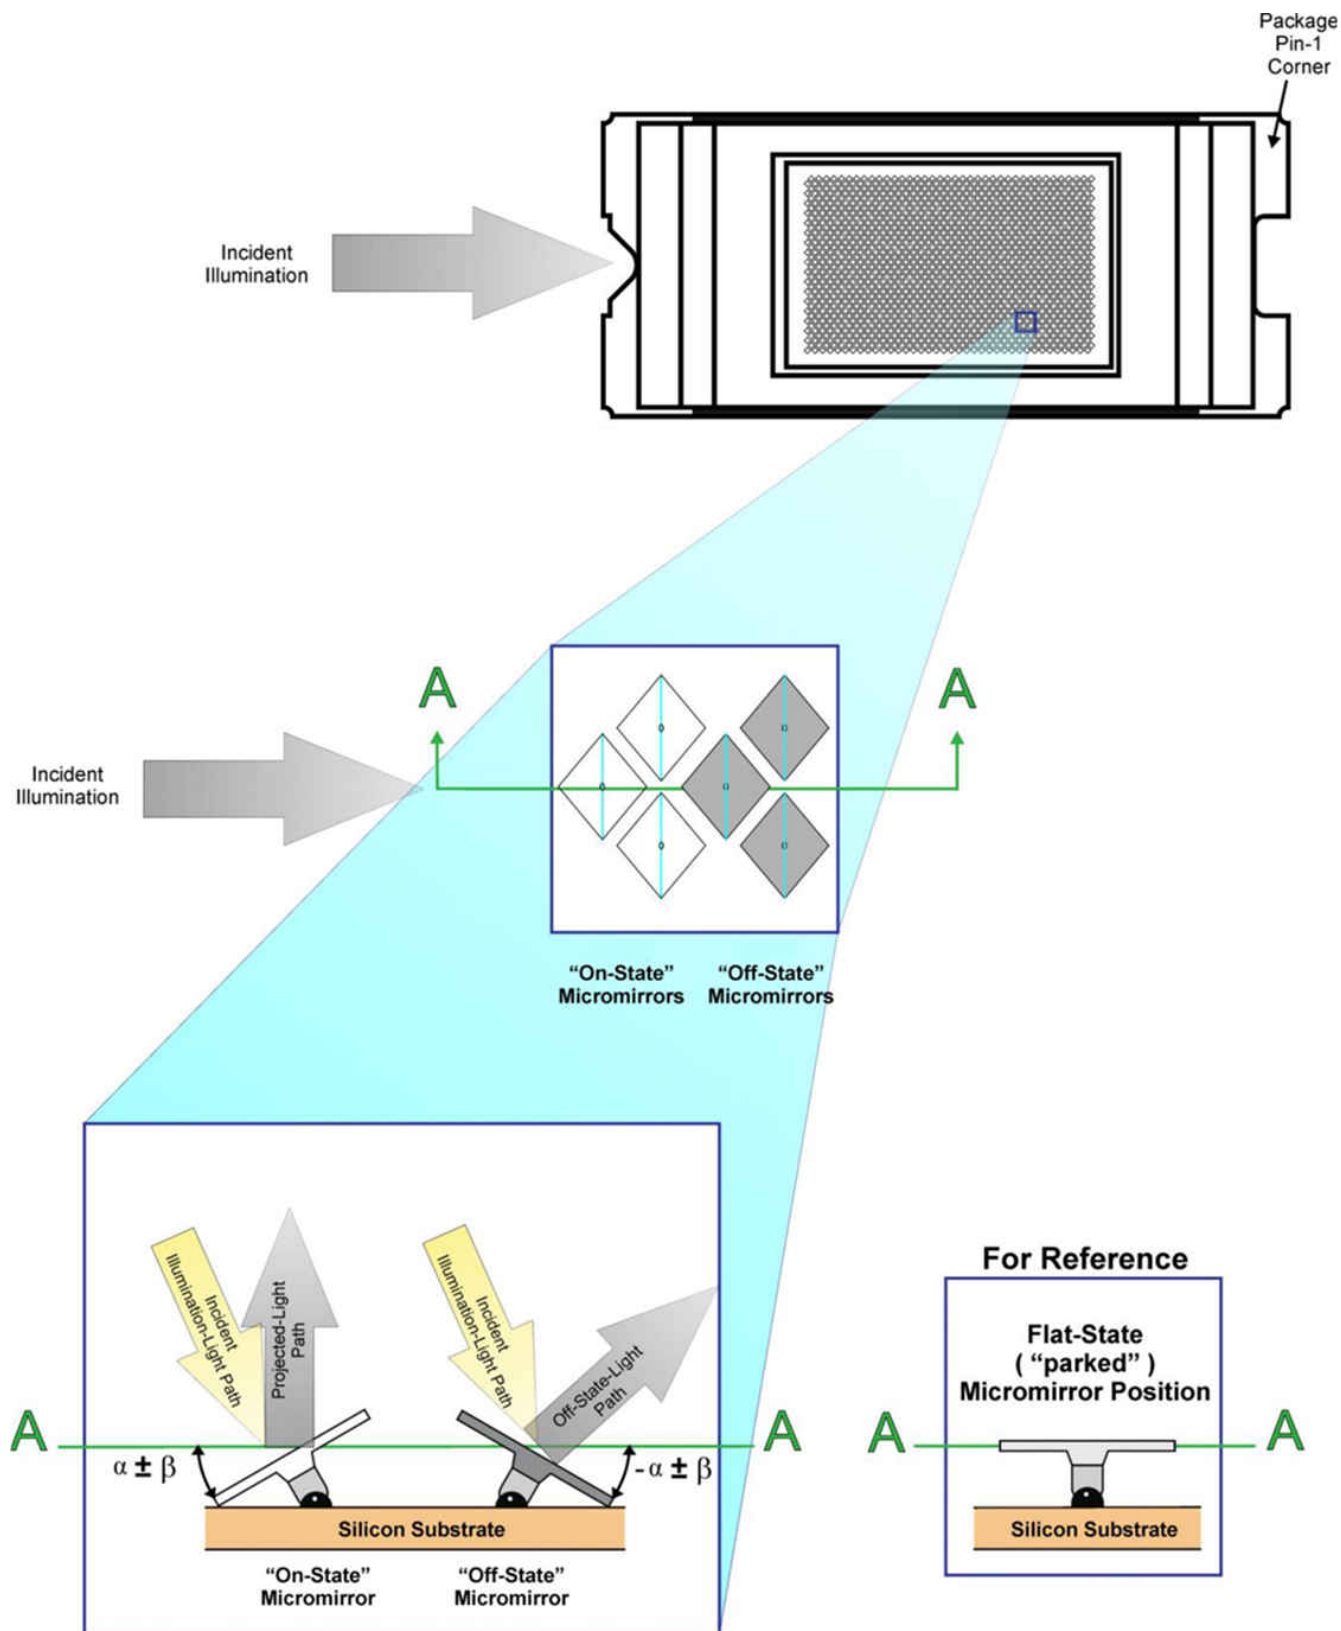 Package
Pin-1
Corner
Incident
Illumination
A
A
Incident
Illumination
“On-State”
Micromirrors
“Off-State”
Micromirrors
Incident
Illumination-Light Path
Projected-Light
Path
Incident
Illumination-Light Path
Off-State-Light
Path
A
A
α ± β
-α ± β
Silicon Substrate
“On-State”
Micromirror
“Off-State”
Micromirror
For Reference
Flat-State
( “parked” )
Micromirror Position
A
A
Silicon Substrate